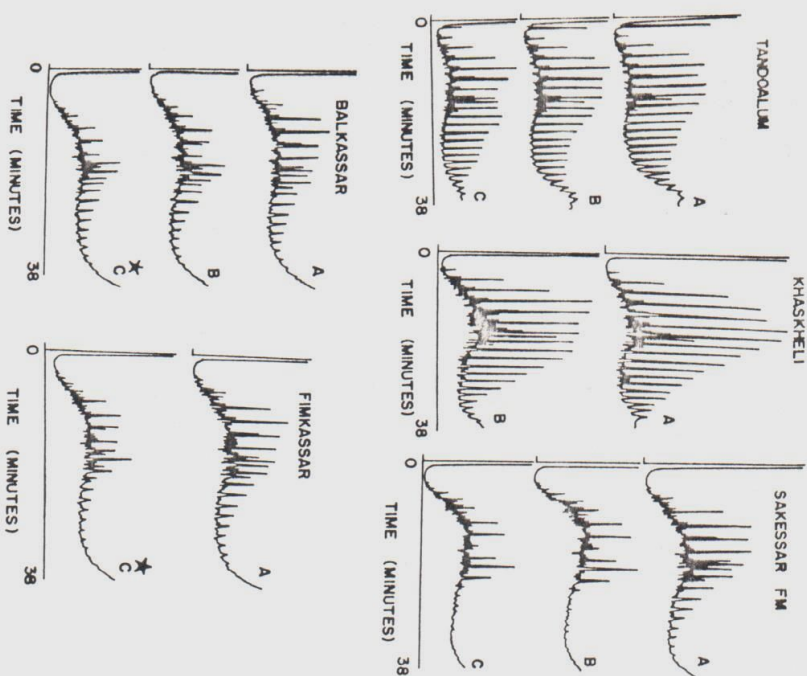 TANDOALUM
A
B
C
0 38
TIME (MINUTES)
KHASKHELI
A
B
0 38
TIME (MINUTES)
SAKESSAR FM
A
B
C
0 38
TIME (MINUTES)
BALKASSAR
A
B
C
0 38
TIME (MINUTES)
FIMKASSAR
A
C
0 38
TIME (MINUTES)